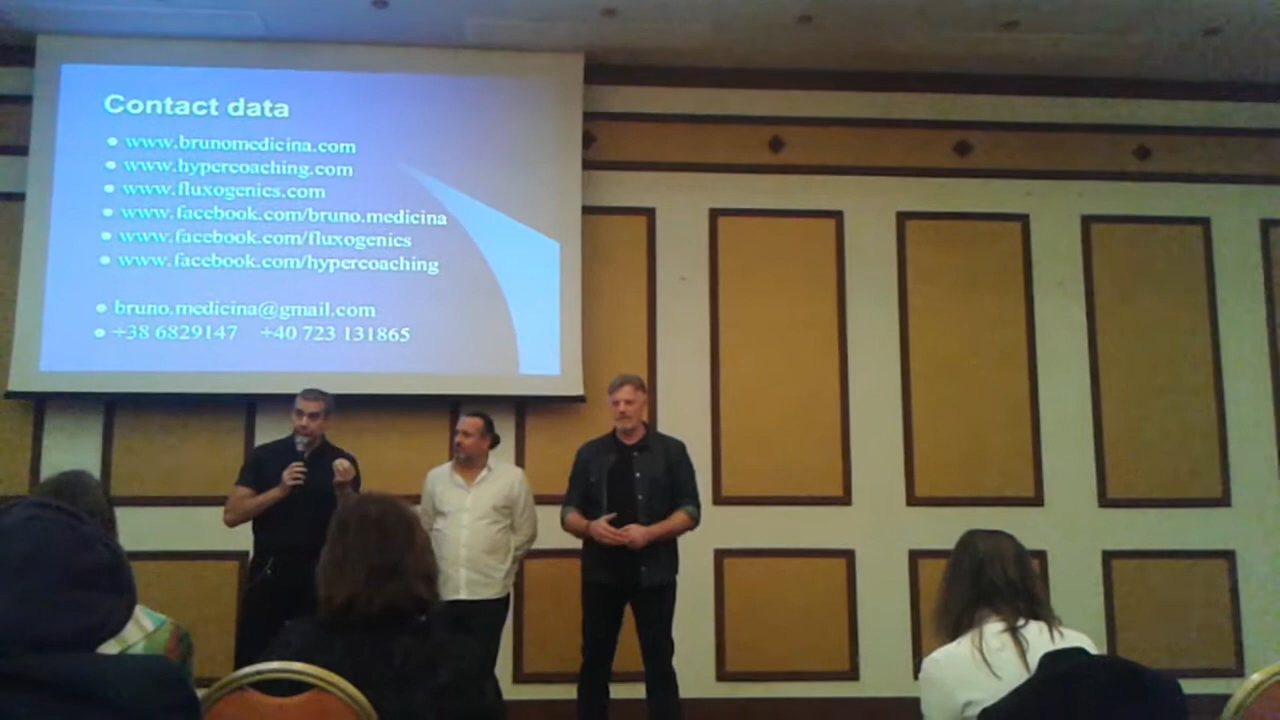 Contact data
www.brunomedicina.com
www.hypercoaching.com
www.fluxogenics.com
www.facebook.com/bruno.medicina
www.facebook.com/fluxogenics
www.facebook.com/hypercoaching
bruno.medicina@gmail.com
+38 6829147 +40 723 131865